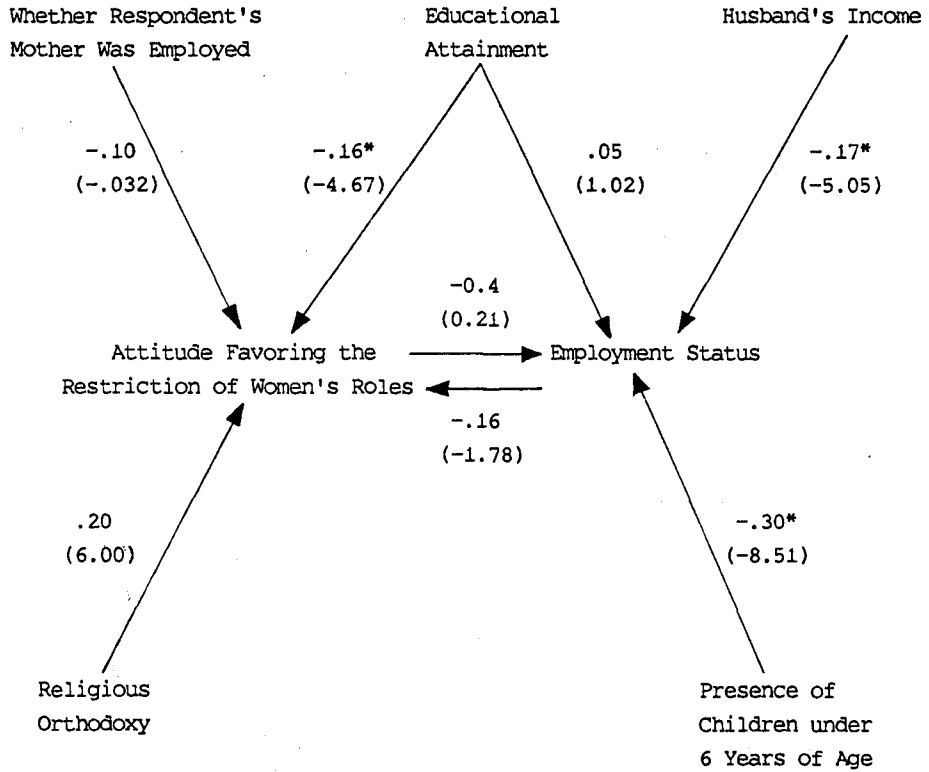 Whether Respondent's
Mother Was Employed
Educational
Attainment
Husband's Income
-.10
(-.032)
-.16*
(-4.67)
.05
(1.02)
-.17*
(-5.05)
-0.4
(0.21)
Attitude Favoring the
Restriction of Women's Roles
Employment Status
-.16
(-1.78)
.20
(6.00)
-.30*
(-8.51)
Religious
Orthodoxy
Presence of
Children under
6 Years of Age